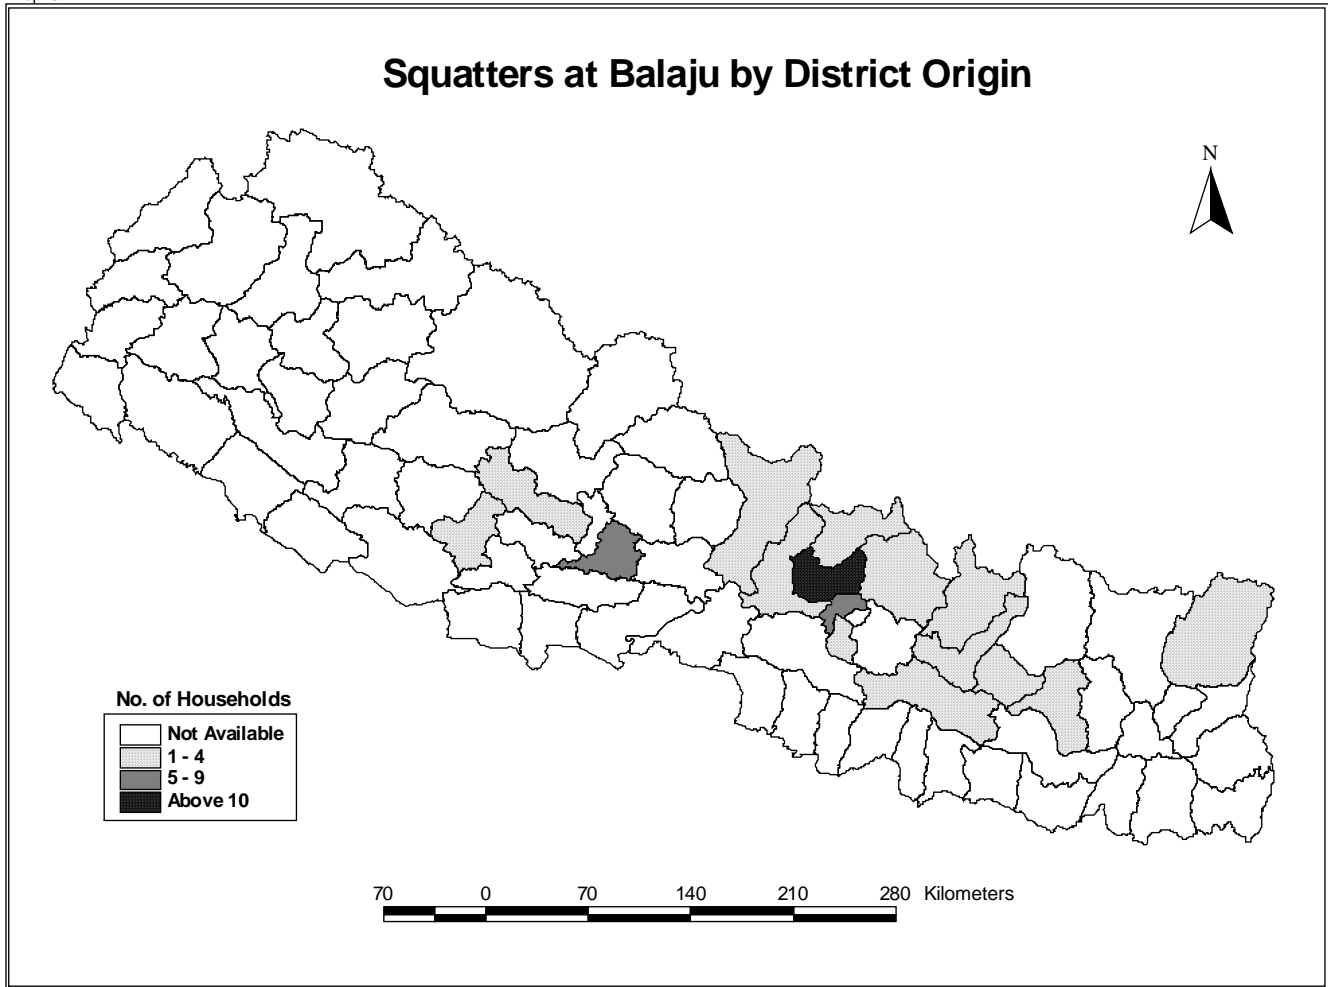 Squatters at Balaju by District Origin
N
No. of Households
Not Available
1 - 4
5 - 9
Above 10
70 0 70 140 210 280 Kilometers